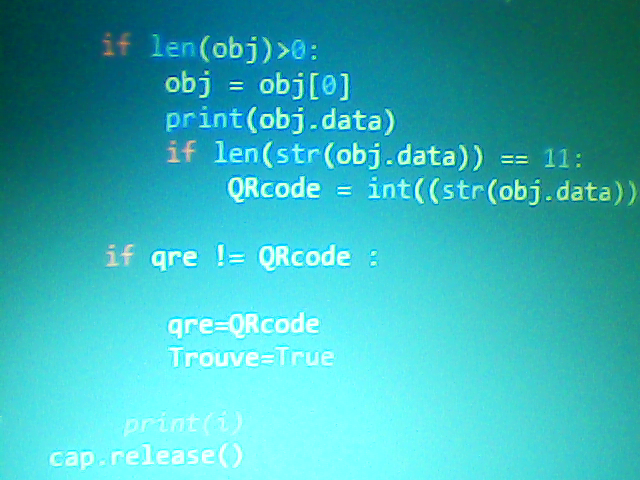 if len(obj)>0:
obj = obj[0]
print(obj.data)
if len(str(obj.data)) == 11:
QRcode = int((str(obj.data))
if qre != QRcode :
qre=QRcode
Trouve=True
print(i)
cap.release()